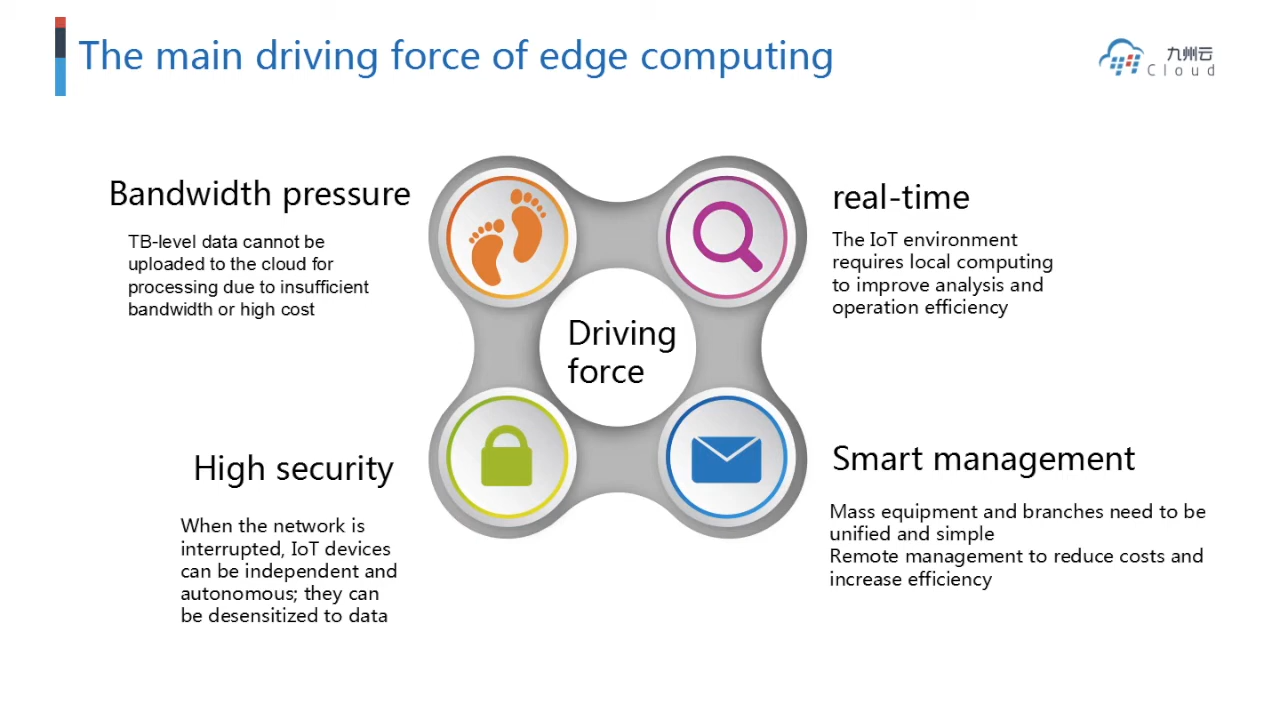 The main driving force of edge computing
九州云
Cloud
Bandwidth pressure
TB-level data cannot be
uploaded to the cloud for
processing due to insufficient
bandwidth or high cost
real-time
The IoT environment
requires local computing
to improve analysis and
operation efficiency
Driving
force
High security
When the network is
interrupted, IoT devices
can be independent and
autonomous; they can
be desensitized to data
Smart management
Mass equipment and branches need to be
unified and simple
Remote management to reduce costs and
increase efficiency